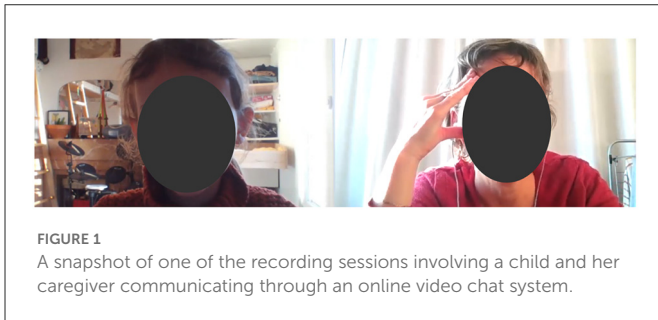 FIGURE 1
A snapshot of one of the recording sessions involving a child and her
caregiver communicating through an online video chat system.